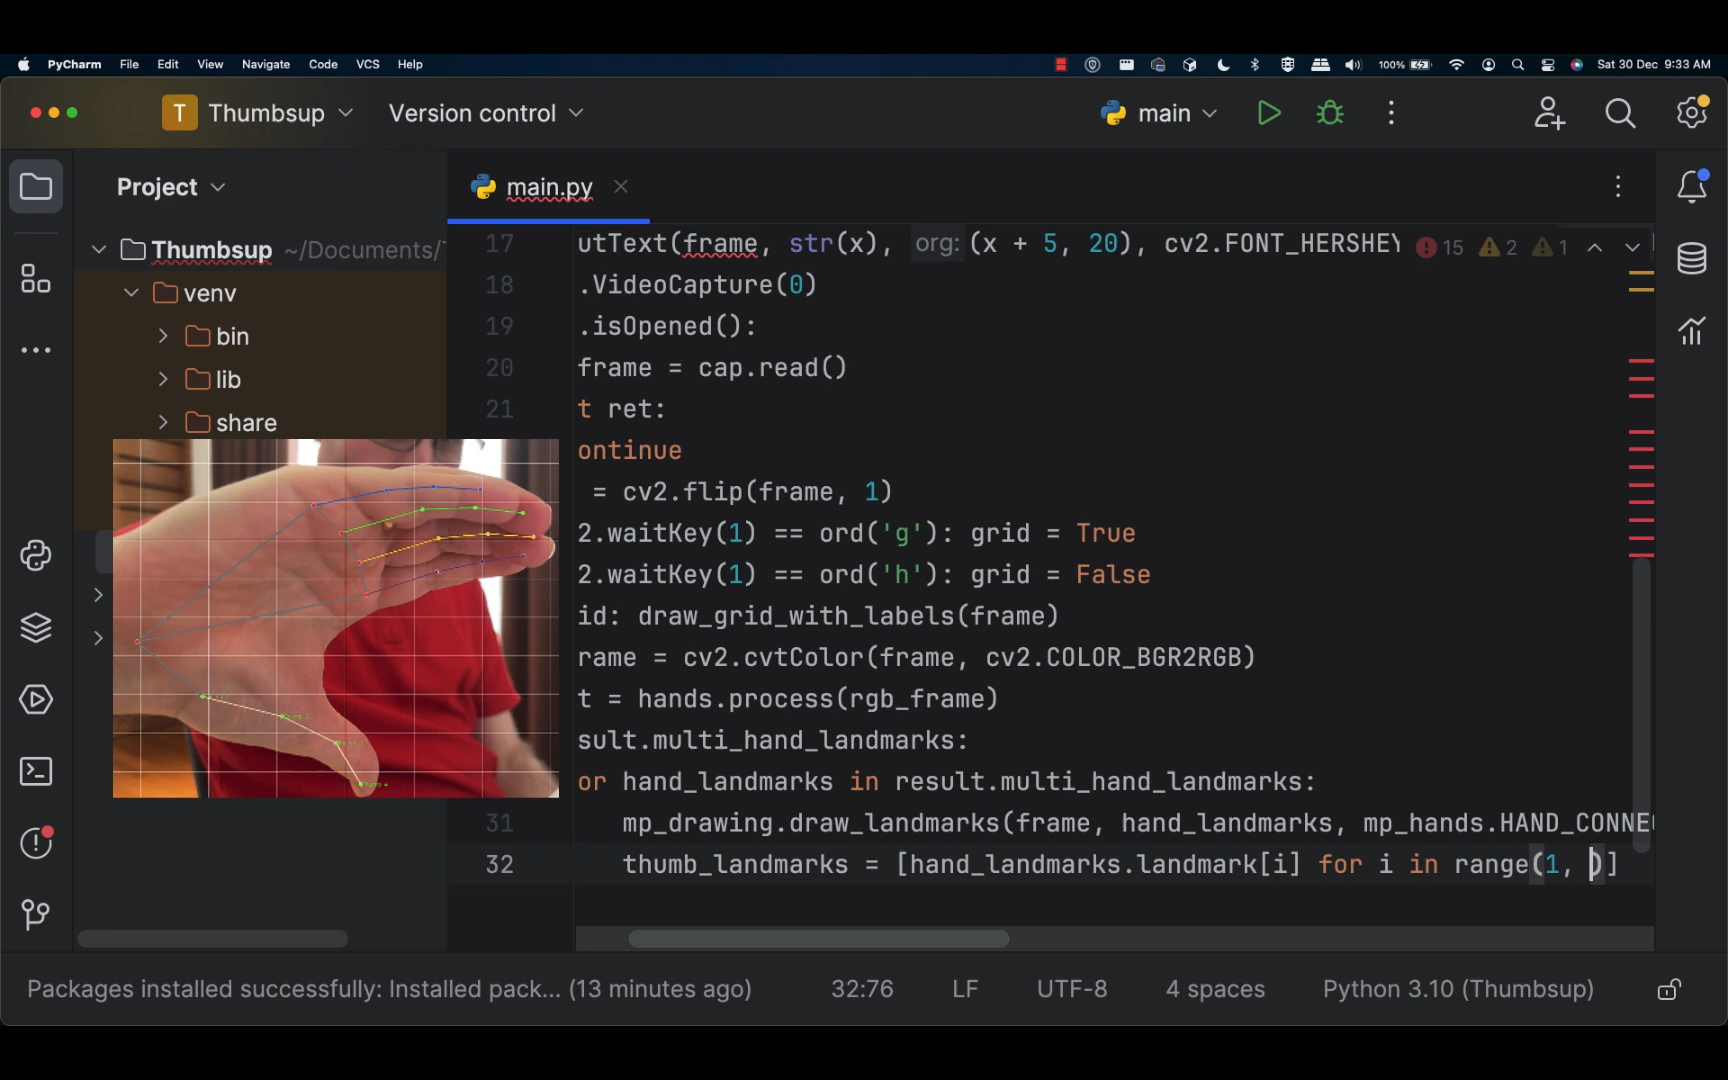 PyCharm File Edit View Navigate Code VCS Help 100% Sat 30 Dec 9:33 AM
T Thumbsup Version control main
Project main.py
Thumbsup ~/Documents/T
venv
bin
lib
share
17 utText(frame, str(x), org: (x + 5, 20), cv2.FONT_HERSHEY 15 2 1
18 .VideoCapture(0)
19 .isOpened():
20 frame = cap.read()
21 t ret:
ontinue
= cv2.flip(frame, 1)
2.waitKey(1) == ord('g'): grid = True
2.waitKey(1) == ord('h'): grid = False
id: draw_grid_with_labels(frame)
rame = cv2.cvtColor(frame, cv2.COLOR_BGR2RGB)
t = hands.process(rgb_frame)
sult.multi_hand_landmarks:
or hand_landmarks in result.multi_hand_landmarks:
31 mp_drawing.draw_landmarks(frame, hand_landmarks, mp_hands.HAND_CONNE
32 thumb_landmarks = [hand_landmarks.landmark[i] for i in range(1, )]
Packages installed successfully: Installed pack... (13 minutes ago) 32:76 LF UTF-8 4 spaces Python 3.10 (Thumbsup)